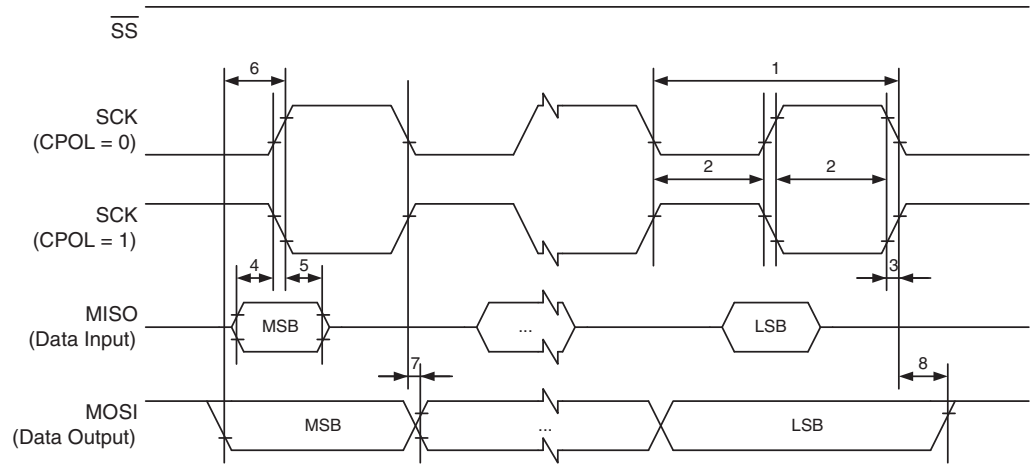 SS
6
1
SCK
(CPOL = 0)
2
2
SCK
(CPOL = 1)
3
4
5
MISO
(Data Input)
MSB
...
LSB
7
8
MOSI
(Data Output)
MSB
...
LSB